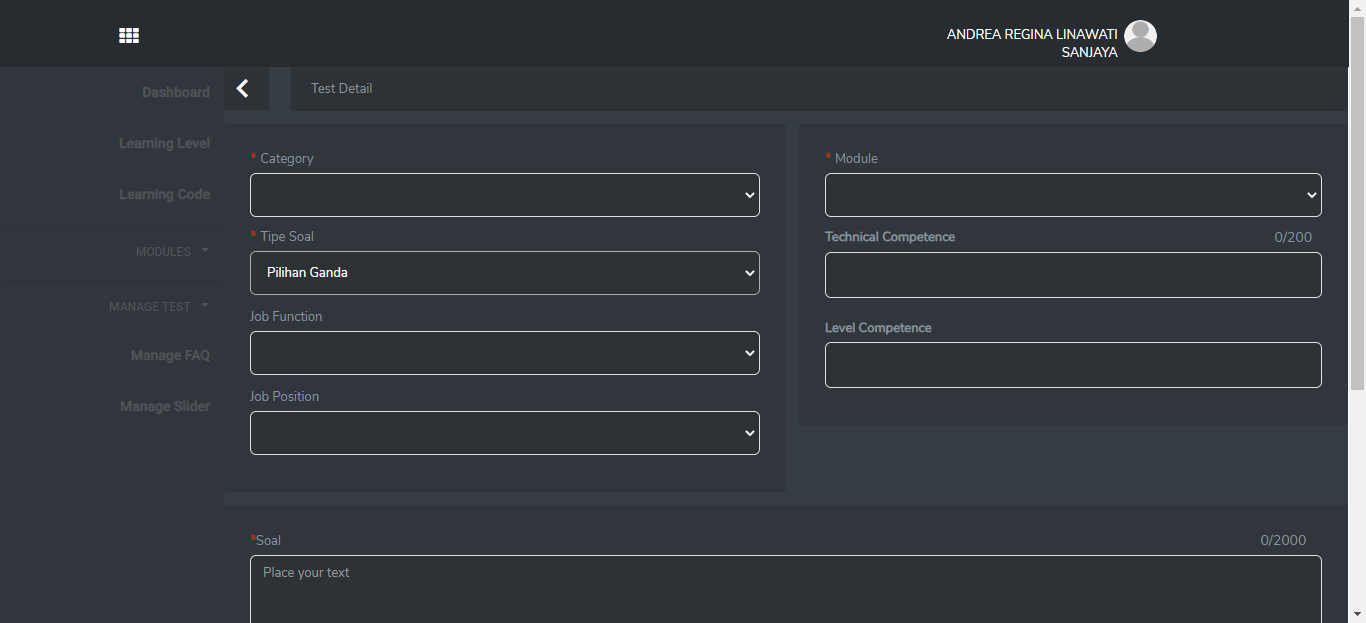 ANDREA REGINA LINAWATI
SANJAYA
Dashboard
Learning Level
Learning Code
MODULES
MANAGE TEST
Manage FAQ
Manage Slider
Test Detail
* Category
* Tipe Soal
Pilihan Ganda
Job Function
Job Position
* Module
Technical Competence 0/200
Level Competence
*Soal 0/2000
Place your text